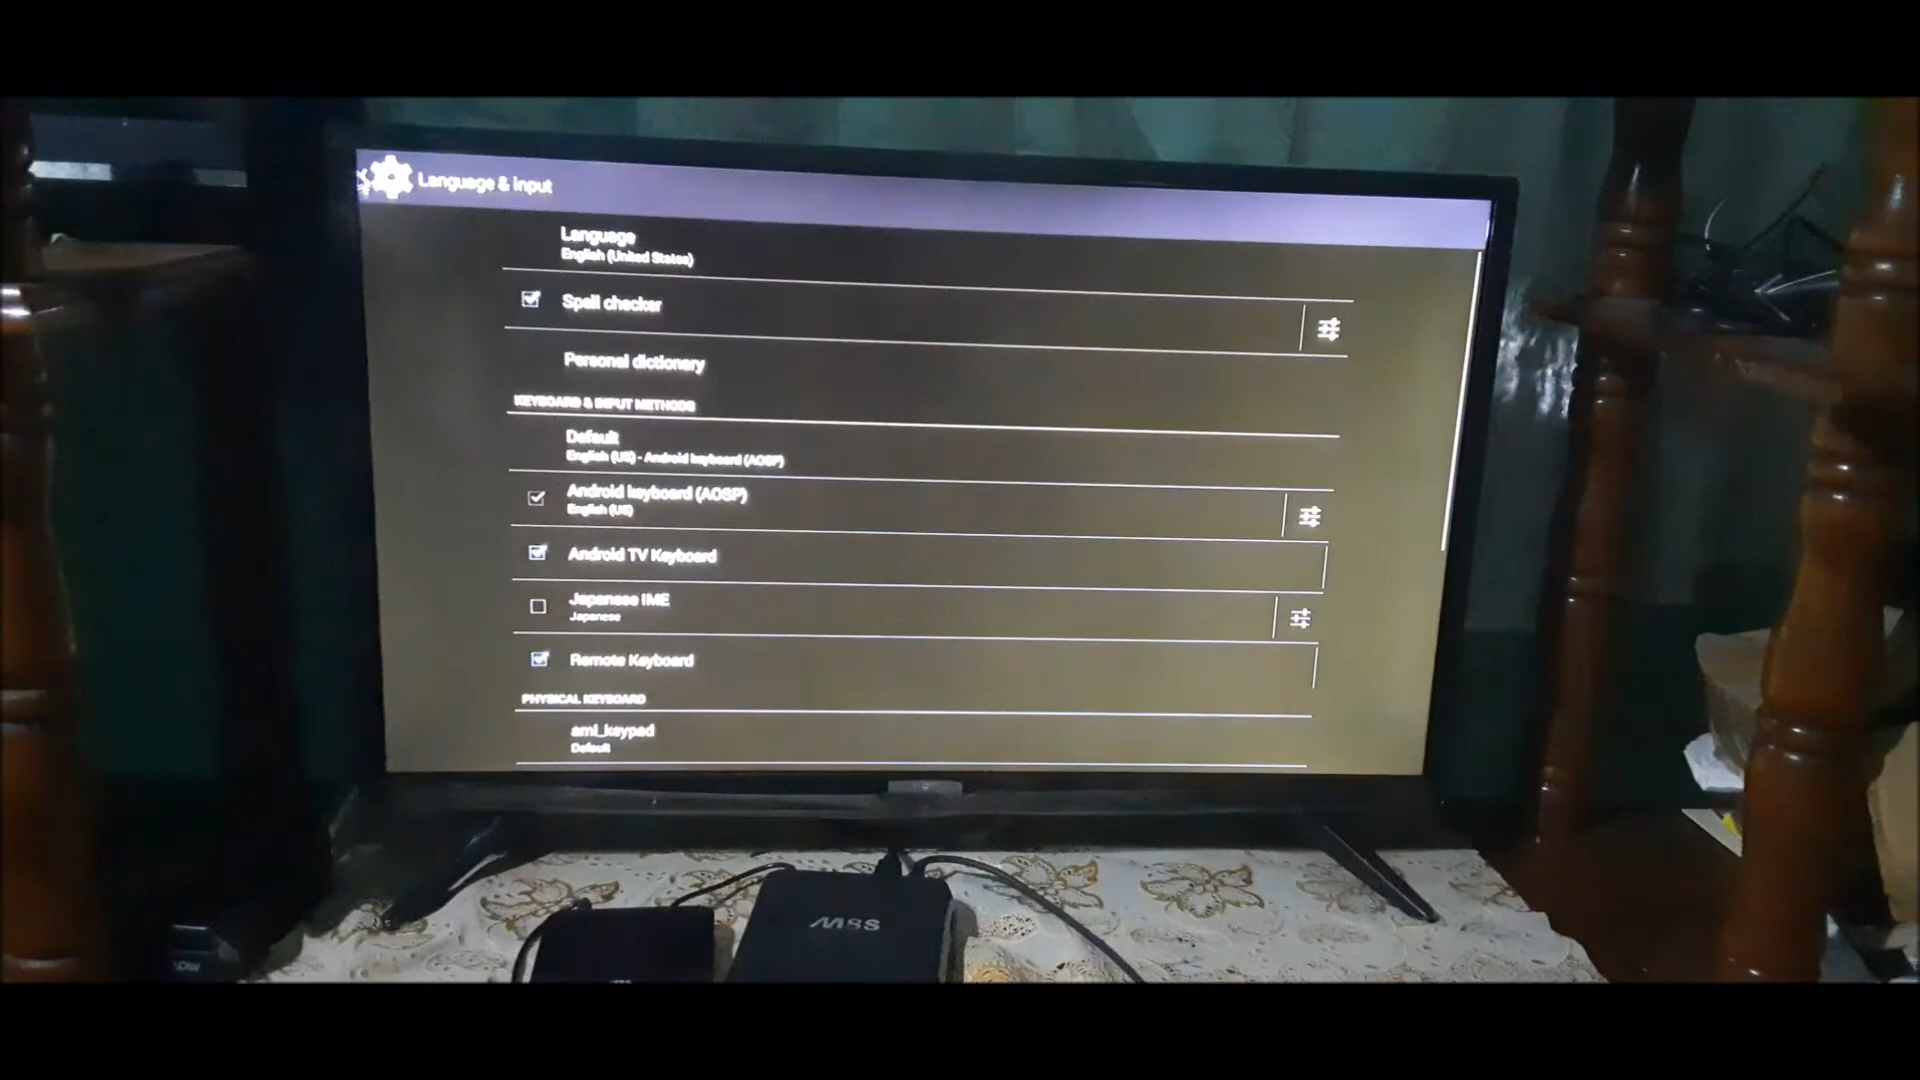 Language & input
Language
English (United States)
Spell checker
Personal dictionary
KEYBOARD & INPUT METHODS
Default
English (US) - Android keyboard (AOSP)
Android keyboard (AOSP)
English (US)
Android TV Keyboard
Japanese IME
Japanese
Remote Keyboard
PHYSICAL KEYBOARD
aml_keypad
Default
M8S